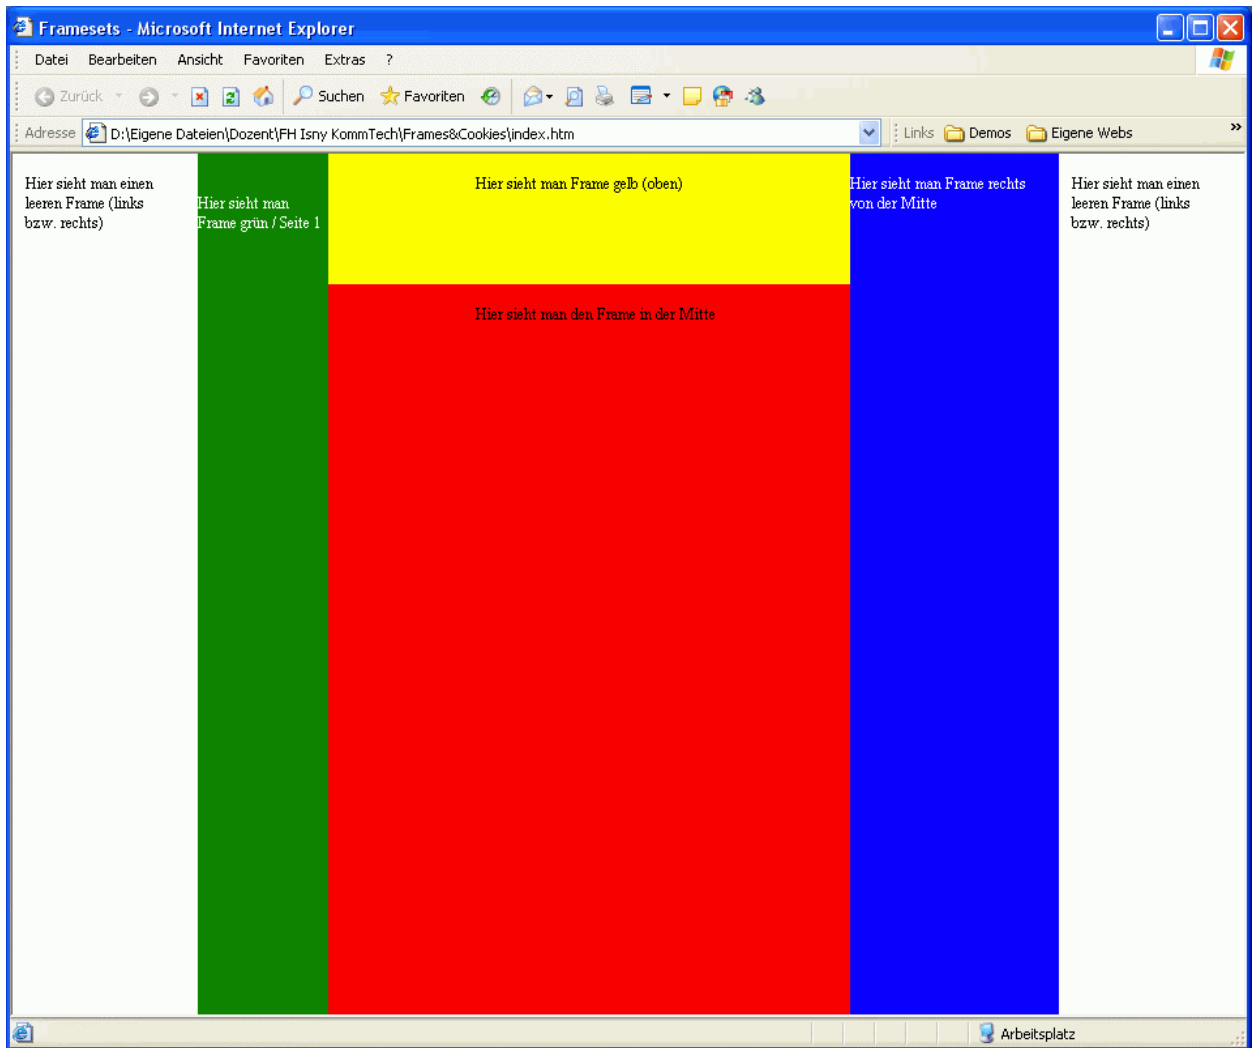 Framesets - Microsoft Internet Explorer
Datei Bearbeiten Ansicht Favoriten Extras ?
Zurück Suchen Favoriten
Adresse D:\Eigene Dateien\Dozent\FH Isny KommTech\Frames&Cookies\index.htm Links Demos Eigene Webs »
Hier sieht man einen
leeren Frame (links
bzw. rechts)
Hier sieht man
Frame grün / Seite 1
Hier sieht man Frame gelb (oben)
Hier sieht man den Frame in der Mitte
Hier sieht man Frame rechts
von der Mitte
Hier sieht man einen
leeren Frame (links
bzw. rechts)
Arbeitsplatz